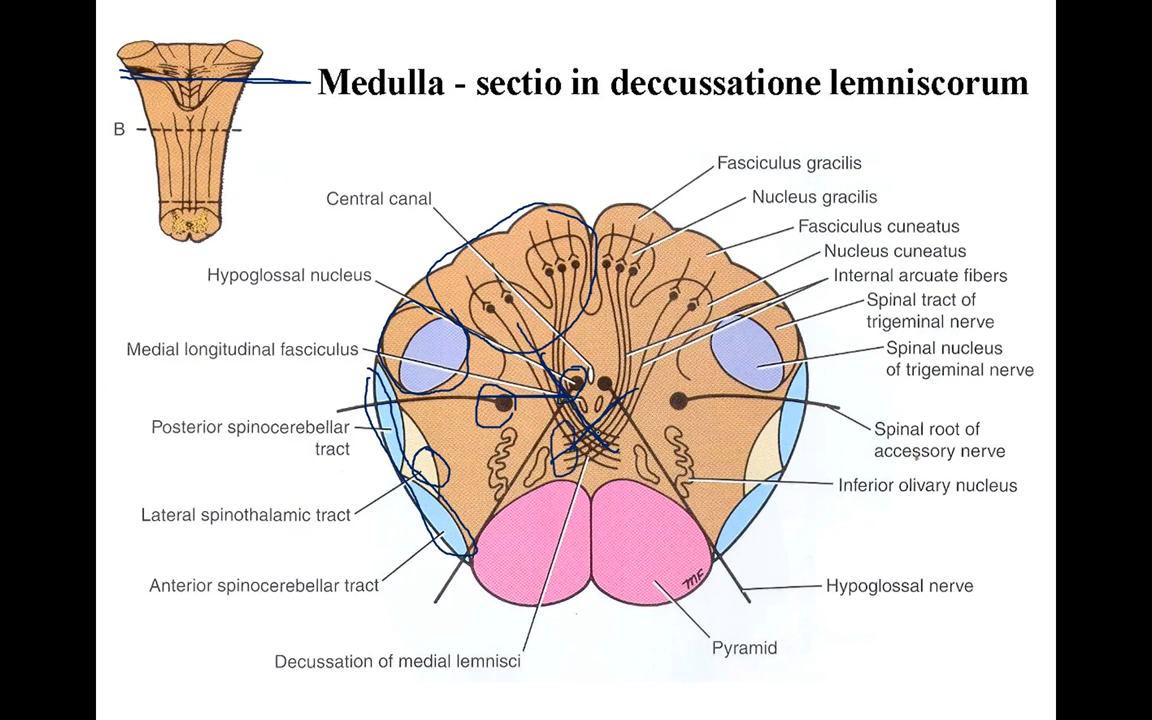 Medulla - sectio in deccussatione lemniscorum
B
Fasciculus gracilis
Nucleus gracilis
Central canal
Fasciculus cuneatus
Nucleus cuneatus
Hypoglossal nucleus
Internal arcuate fibers
Spinal tract of
trigeminal nerve
Medial longitudinal fasciculus
Spinal nucleus
of trigeminal nerve
Posterior spinocerebellar
tract
Spinal root of
accessory nerve
Inferior olivary nucleus
Lateral spinothalamic tract
Anterior spinocerebellar tract
Hypoglossal nerve
MF
Pyramid
Decussation of medial lemnisci